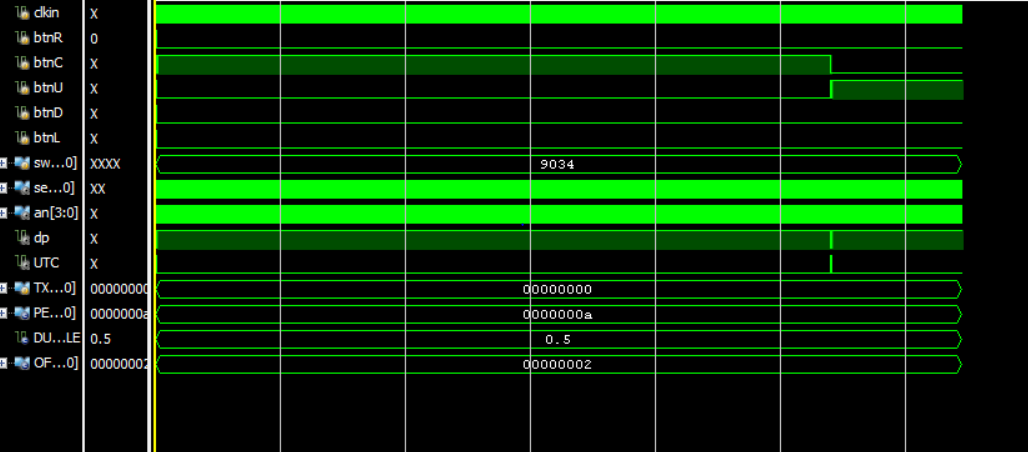 clkin X
btnR 0
btnC X
btnU X
btnD X
btnL X
sw...0] XXXX 9034
se...0] XX
an[3:0] X
dp X
UTC X
TX...0] 00000000 00000000
PE...0] 0000000a 0000000a
DU...LE 0.5 0.5
OF...0] 00000002 00000002